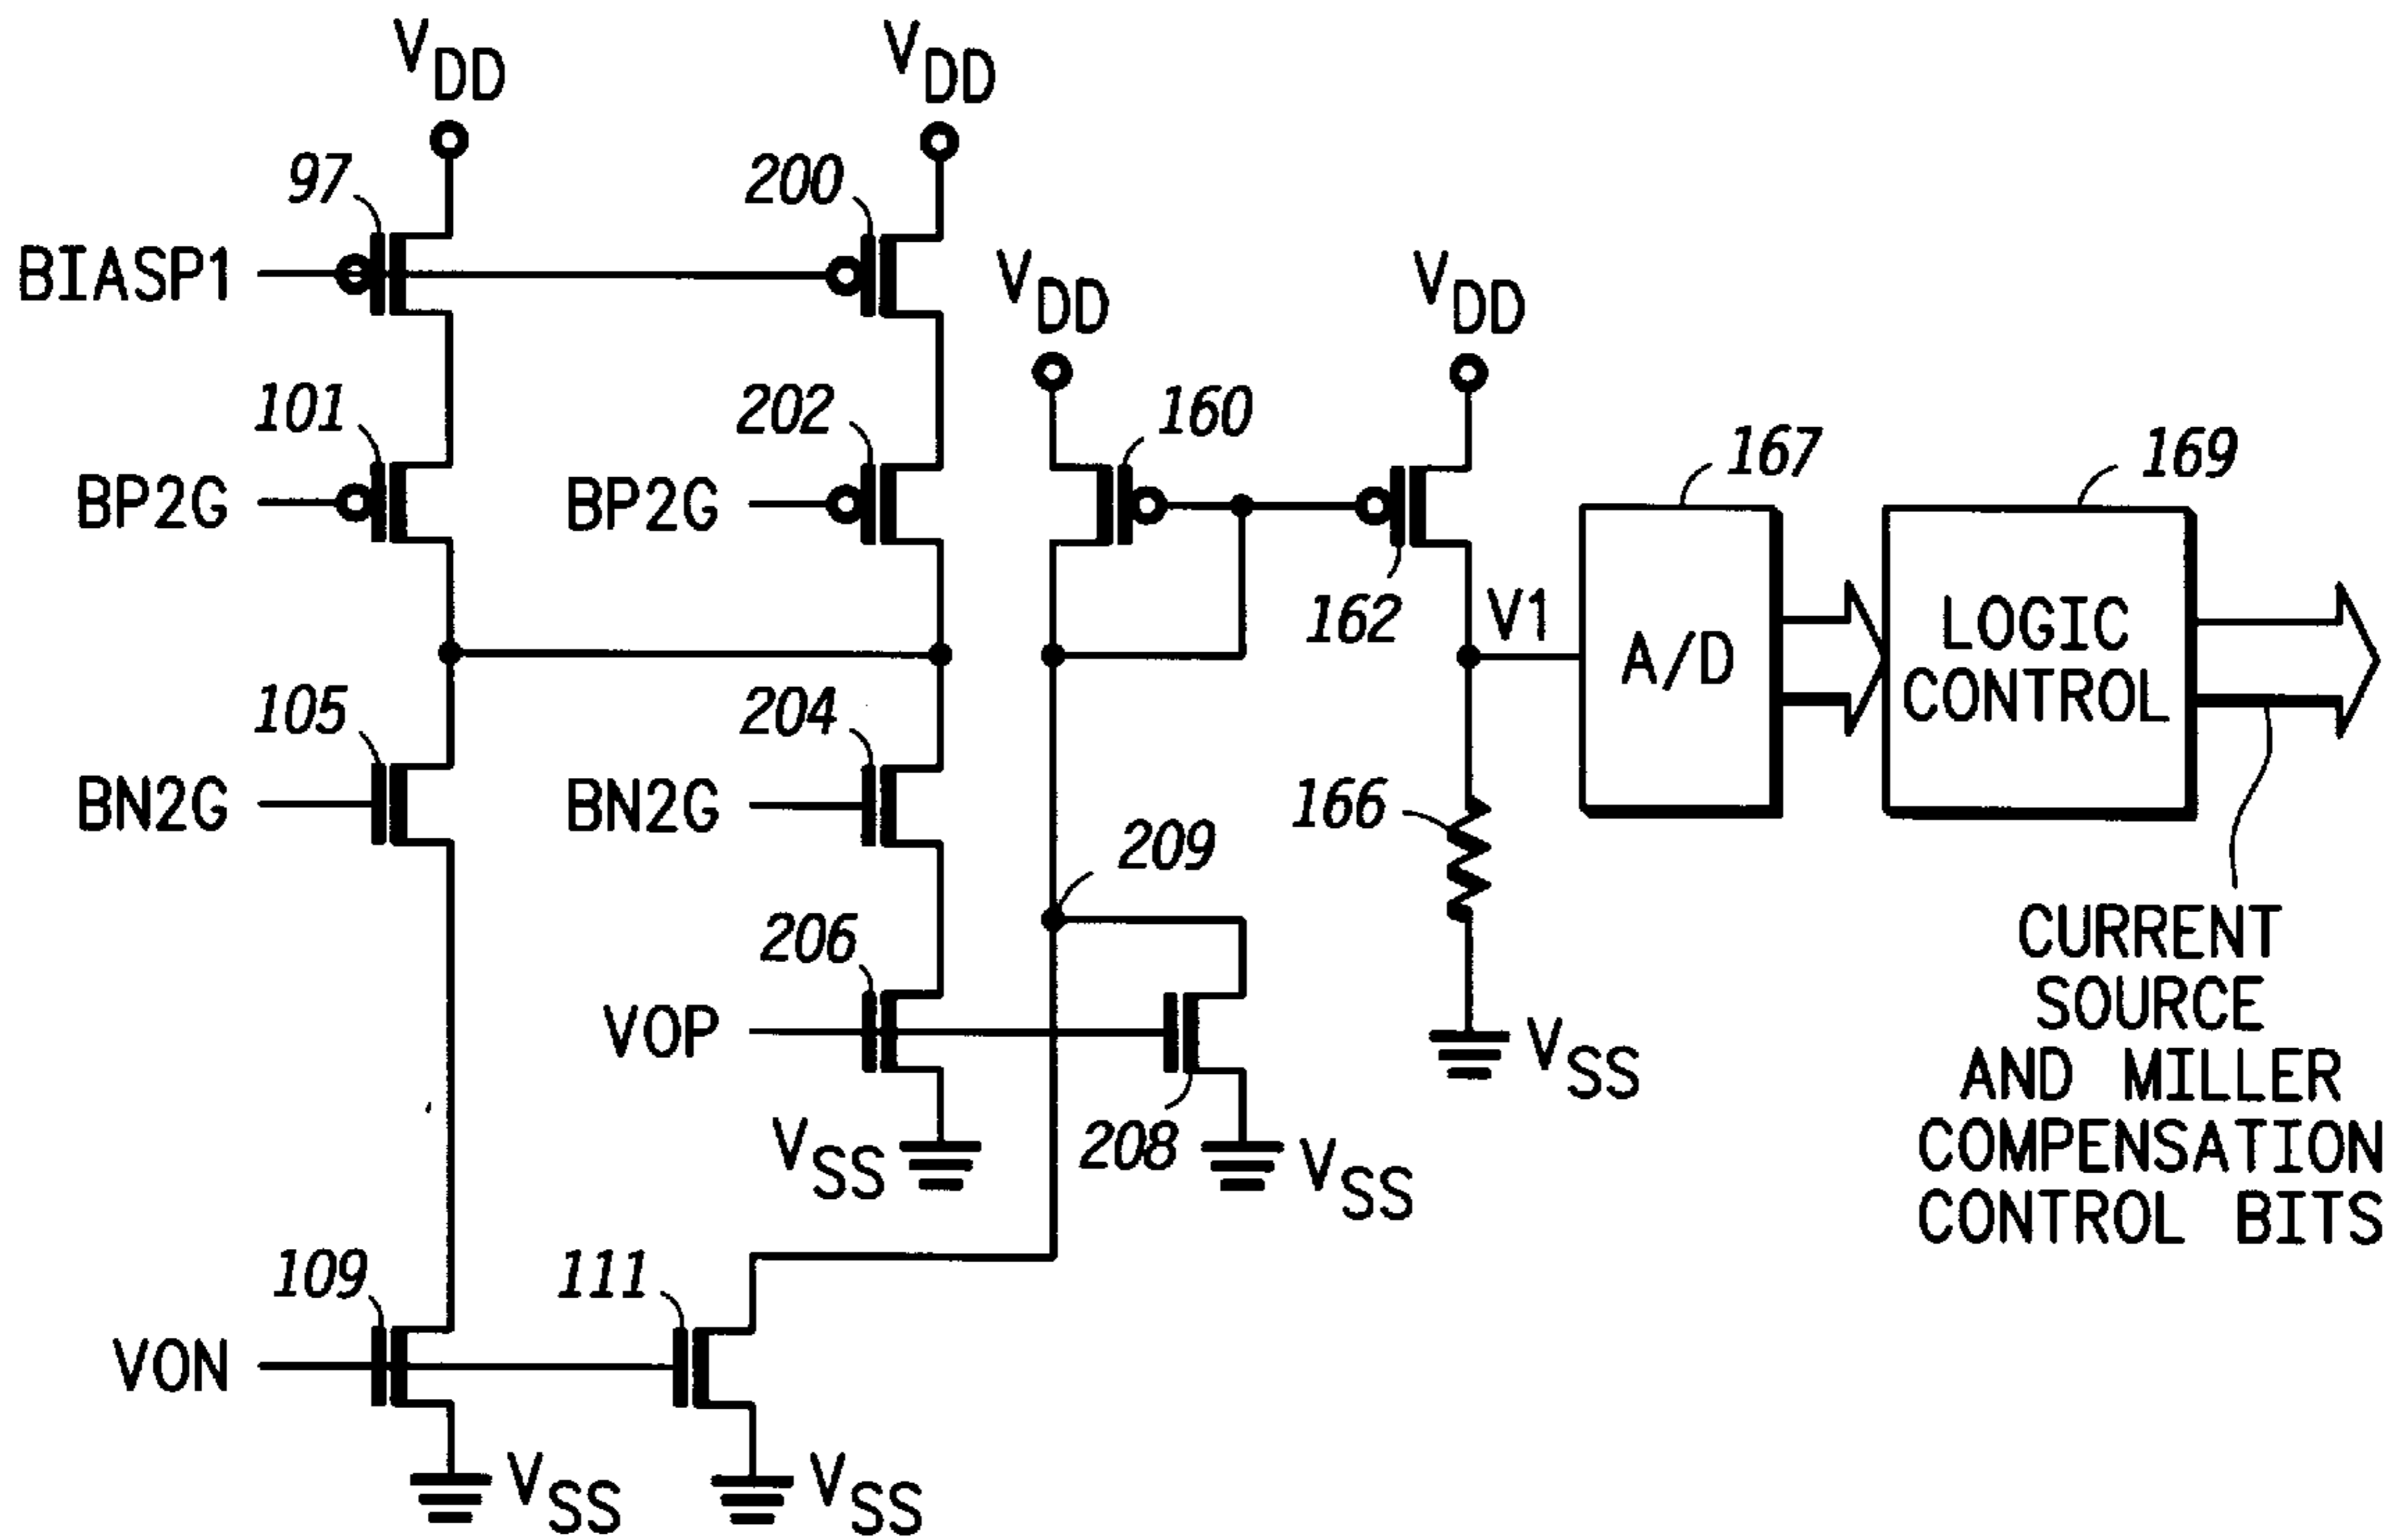 VDD
VDD
97
200
BIASP1
VDD
VDD
101
202
160
167
169
BP2G
BP2G
162
V1
A/D
LOGIC
CONTROL
105
204
BN2G
BN2G
166
209
206
VOP
VSS
CURRENT
SOURCE
AND MILLER
COMPENSATION
CONTROL BITS
VSS
208
VSS
109
111
VON
VSS
VSS